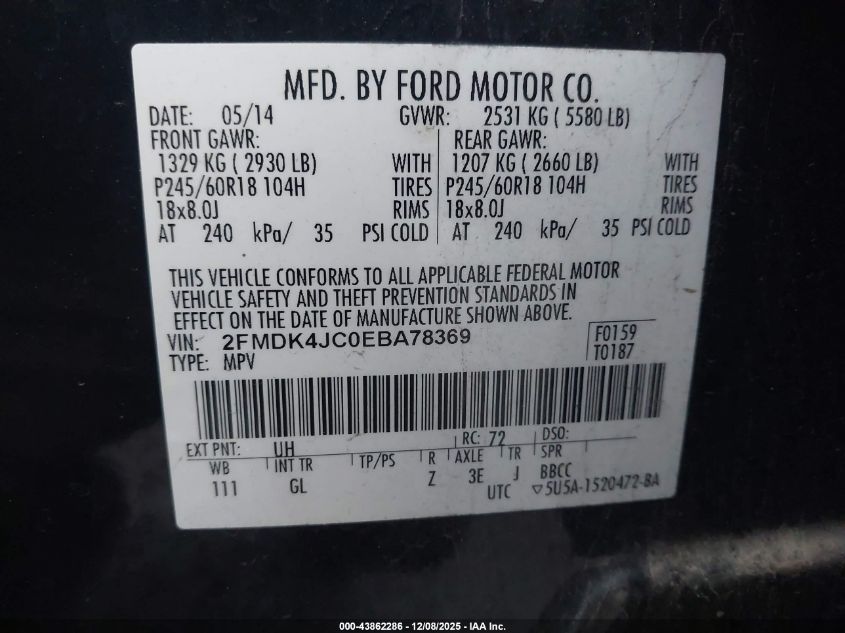 MFD. BY FORD MOTOR CO.
DATE: 05/14 GVWR: 2531 KG ( 5580 LB)
FRONT GAWR: REAR GAWR:
1329 KG ( 2930 LB) WITH 1207 KG ( 2660 LB) WITH
P245/60R18 104H TIRES P245/60R18 104H TIRES
18x8.0J RIMS 18x8.0J RIMS
AT 240 kPa/ 35 PSI COLD AT 240 kPa/ 35 PSI COLD
THIS VEHICLE CONFORMS TO ALL APPLICABLE FEDERAL MOTOR
VEHICLE SAFETY AND THEFT PREVENTION STANDARDS IN
EFFECT ON THE DATE OF MANUFACTURE SHOWN ABOVE.
VIN: 2FMDK4JC0EBA78369 F0159
TYPE: MPV T0187
EXT PNT: UH RC: 72 DSO:
WB INT TR TP/PS R AXLE TR SPR
111 GL Z 3E J BBCC
UTC ▽5U5A-1520472-BA
000-43862286 - 12/08/2025 - IAA Inc.